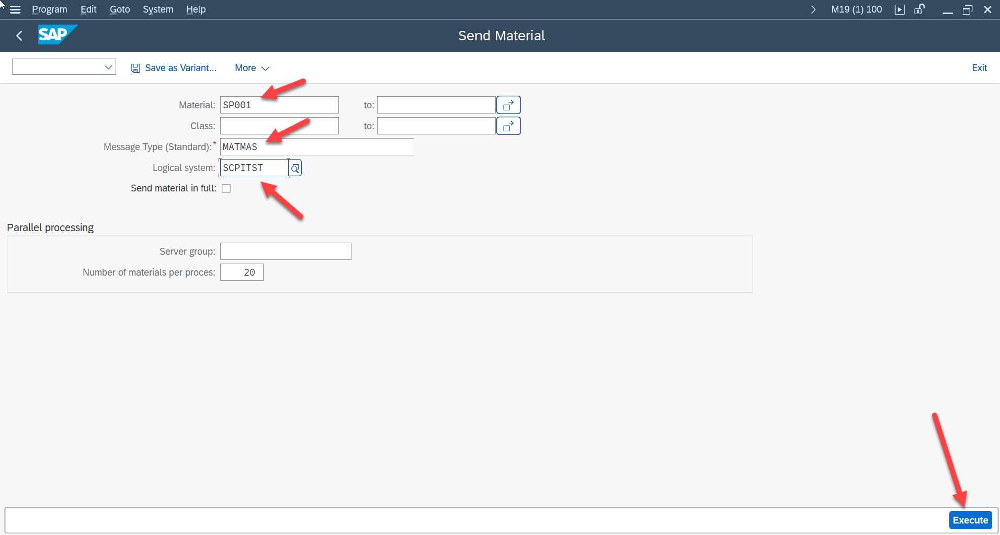 Program Edit Goto System Help M19 (1) 100
SAP Send Material
Save as Variant... More Exit
Material: SP001 to:
Class: to:
Message Type (Standard):* MATMAS
Logical system: SCPITST
Send material in full:
Parallel processing
Server group:
Number of materials per proces: 20
Execute